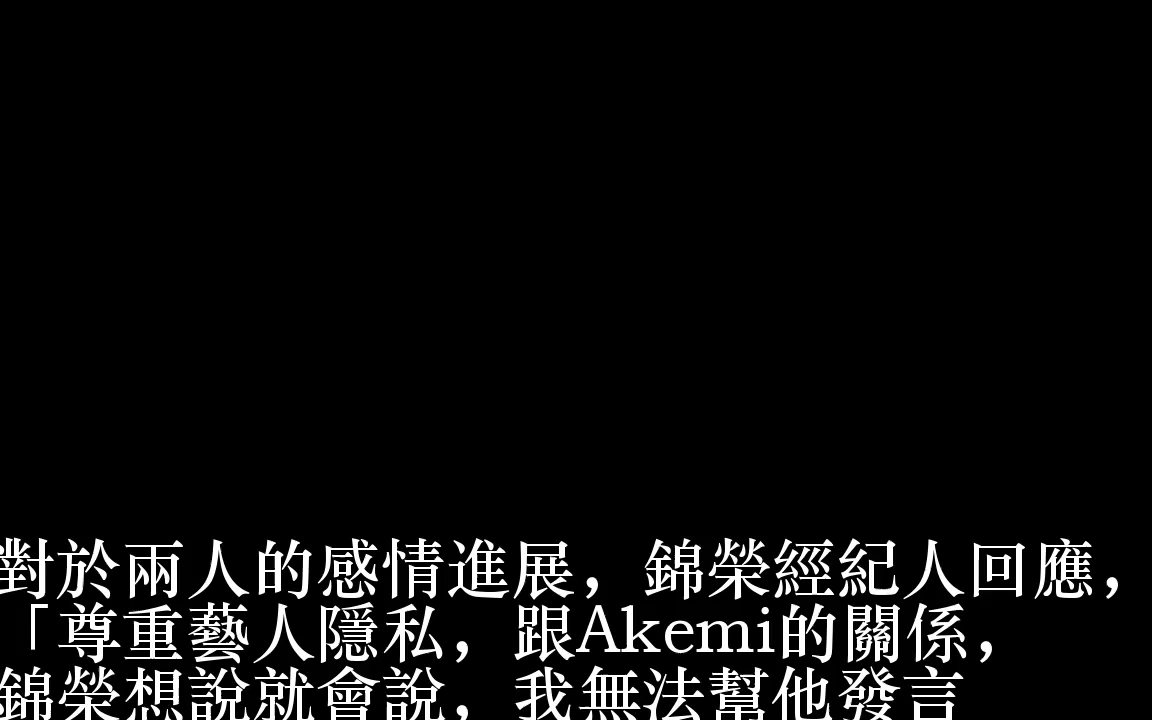 對於兩人的感情進展，錦榮經紀人回應，
「尊重藝人隱私，跟Akemi的關係，
錦榮想說就會說，我無法幫他發言